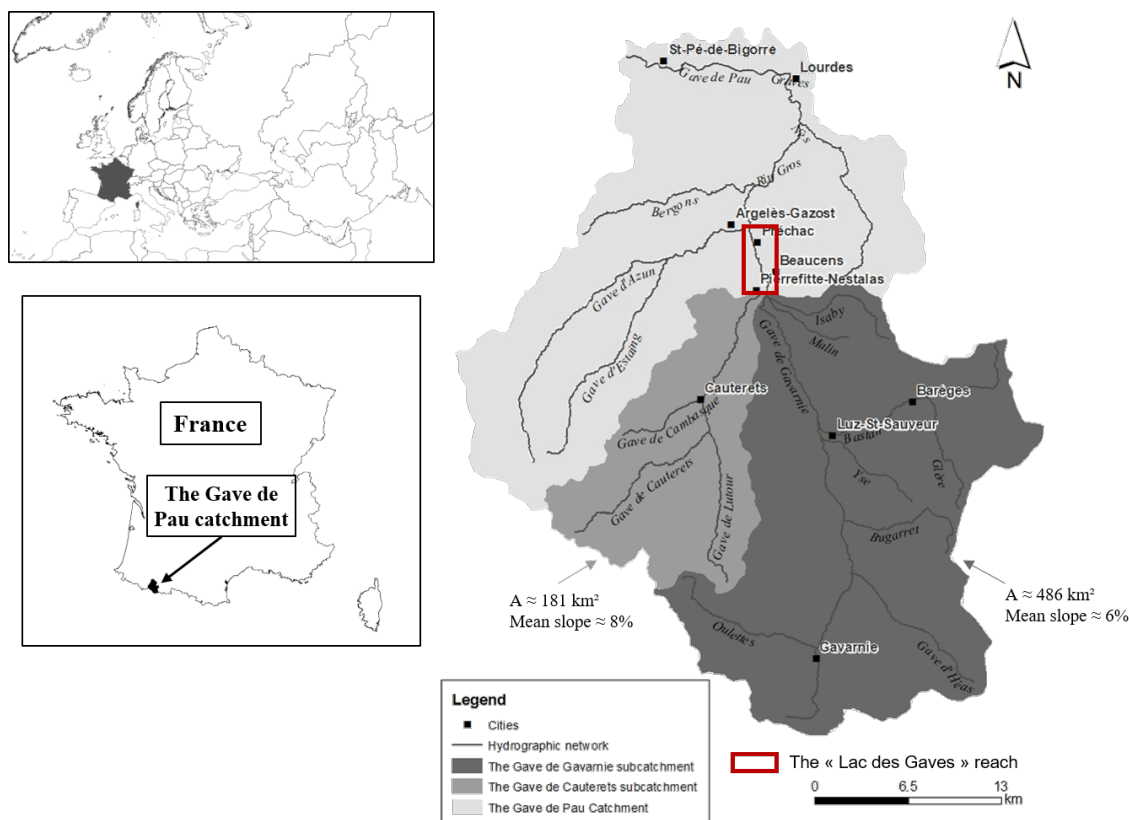 France
The Gave de
Pau catchment
N
St-Pé-de-Bigorre
Lourdes
Gave de Pau
Graves
Riu Gros
Bergons
Argelès-Gazost
Préchac
Beaucens
Pierrefitte-Nestalas
Gave d'Azun
Gave d'Estaing
Isaby
Malin
Gave de Gavarnie
Cauterets
Barèges
Gave de Cambasque
Luz-St-Sauveur
Bastan
Glère
Yse
Gave de Cauterets
Gave de Lutour
Bugarret
A ≈ 181 km²
Mean slope ≈ 8%
A ≈ 486 km²
Mean slope ≈ 6%
Oulettes
Gavarnie
Gave d'Héas
Legend
Cities
Hydrographic network
The Gave de Gavarnie subcatchment
The Gave de Cauterets subcatchment
The Gave de Pau Catchment
The « Lac des Gaves » reach
0 6.5 13
km